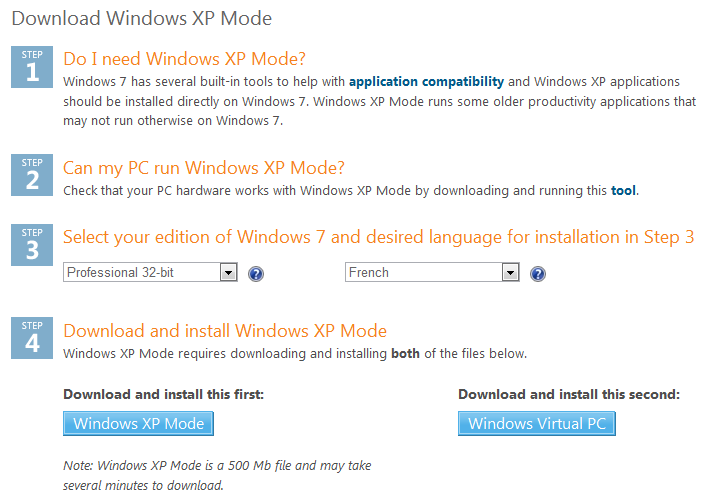 Download Windows XP Mode
STEP
1
Do I need Windows XP Mode?
Windows 7 has several built-in tools to help with application compatibility and Windows XP applications
should be installed directly on Windows 7. Windows XP Mode runs some older productivity applications that
may not run otherwise on Windows 7.
STEP
2
Can my PC run Windows XP Mode?
Check that your PC hardware works with Windows XP Mode by downloading and running this tool.
STEP
3
Select your edition of Windows 7 and desired language for installation in Step 3
Professional 32-bit
?
French
?
STEP
4
Download and install Windows XP Mode
Windows XP Mode requires downloading and installing both of the files below.
Download and install this first:
Windows XP Mode
Note: Windows XP Mode is a 500 Mb file and may take
several minutes to download.
Download and install this second:
Windows Virtual PC